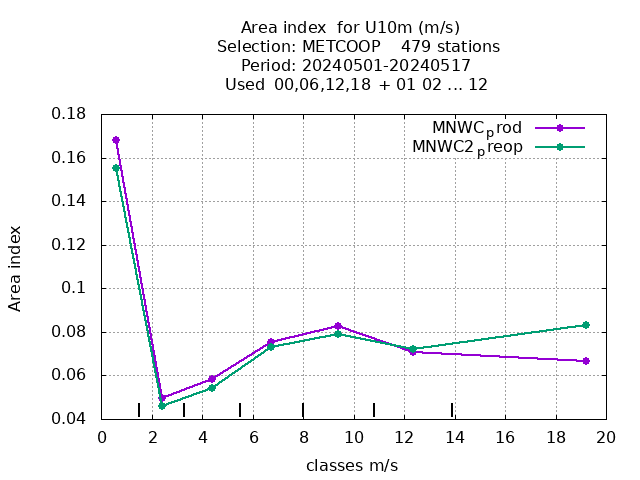 Area index  for U10m (m/s)
Selection: METCOOP    479 stations
Period: 20240501-20240517
Used  00,06,12,18 + 01 02 ... 12
0.18
0.16
0.14
0.12
0.1
0.08
0.06
0.04
Area index
MNWC_prod
MNWC2_preop
0 2 4 6 8 10 12 14 16 18 20
classes m/s